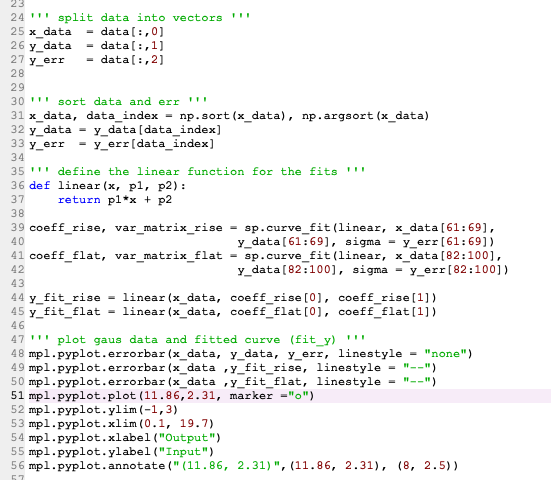 23
24 ''' split data into vectors '''
25 x_data  = data[:,0]
26 y_data  = data[:,1]
27 y_err   = data[:,2]
28
29
30 ''' sort data and err '''
31 x_data, data_index = np.sort(x_data), np.argsort(x_data)
32 y_data = y_data[data_index]
33 y_err  = y_err[data_index]
34
35 ''' define the linear function for the fits '''
36 def linear(x, p1, p2):
37     return p1*x + p2
38
39 coeff_rise, var_matrix_rise = sp.curve_fit(linear, x_data[61:69],
40                               y_data[61:69], sigma = y_err[61:69])
41 coeff_flat, var_matrix_flat = sp.curve_fit(linear, x_data[82:100],
42                               y_data[82:100], sigma = y_err[82:100])
43
44 y_fit_rise = linear(x_data, coeff_rise[0], coeff_rise[1])
45 y_fit_flat = linear(x_data, coeff_flat[0], coeff_flat[1])
46
47 ''' plot gaus data and fitted curve (fit_y) '''
48 mpl.pyplot.errorbar(x_data, y_data, y_err, linestyle = "none")
49 mpl.pyplot.errorbar(x_data ,y_fit_rise, linestyle = "--")
50 mpl.pyplot.errorbar(x_data ,y_fit_flat, linestyle = "--")
51 mpl.pyplot.plot(11.86,2.31, marker ="o")
52 mpl.pyplot.ylim(-1,3)
53 mpl.pyplot.xlim(0.1, 19.7)
54 mpl.pyplot.xlabel("Output")
55 mpl.pyplot.ylabel("Input")
56 mpl.pyplot.annotate("(11.86, 2.31)",(11.86, 2.31), (8, 2.5))
57